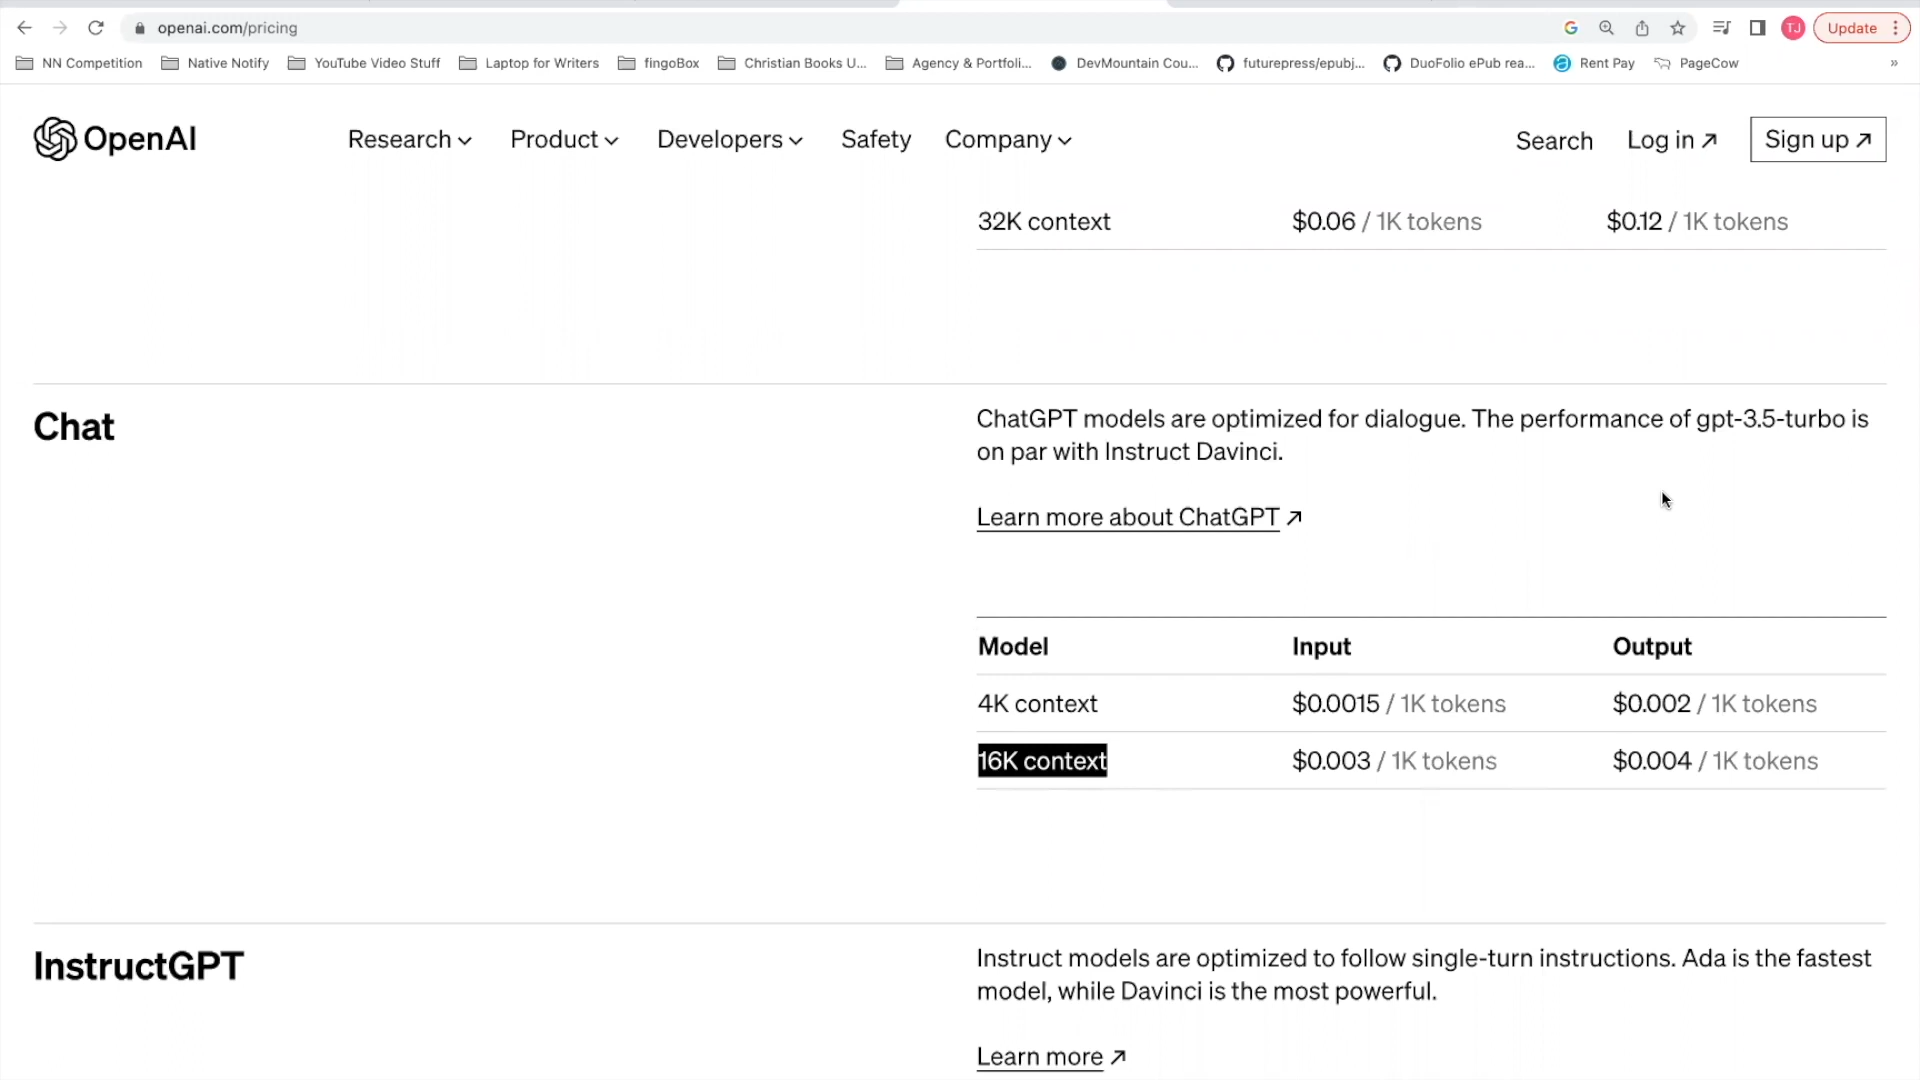 openai.com/pricing
TJ
Update
NN Competition
Native Notify
YouTube Video Stuff
Laptop for Writers
fingoBox
Christian Books U...
Agency & Portfoli...
DevMountain Cou...
futurepress/epubj...
DuoFolio ePub rea...
Rent Pay
PageCow
»
OpenAI
Research
Product
Developers
Safety
Company
Search
Log in ↗
Sign up ↗
32K context $0.06 / 1K tokens $0.12 / 1K tokens
Chat
ChatGPT models are optimized for dialogue. The performance of gpt-3.5-turbo is
on par with Instruct Davinci.
Learn more about ChatGPT ↗
Model Input Output
4K context $0.0015 / 1K tokens $0.002 / 1K tokens
16K context $0.003 / 1K tokens $0.004 / 1K tokens
InstructGPT
Instruct models are optimized to follow single-turn instructions. Ada is the fastest
model, while Davinci is the most powerful.
Learn more ↗